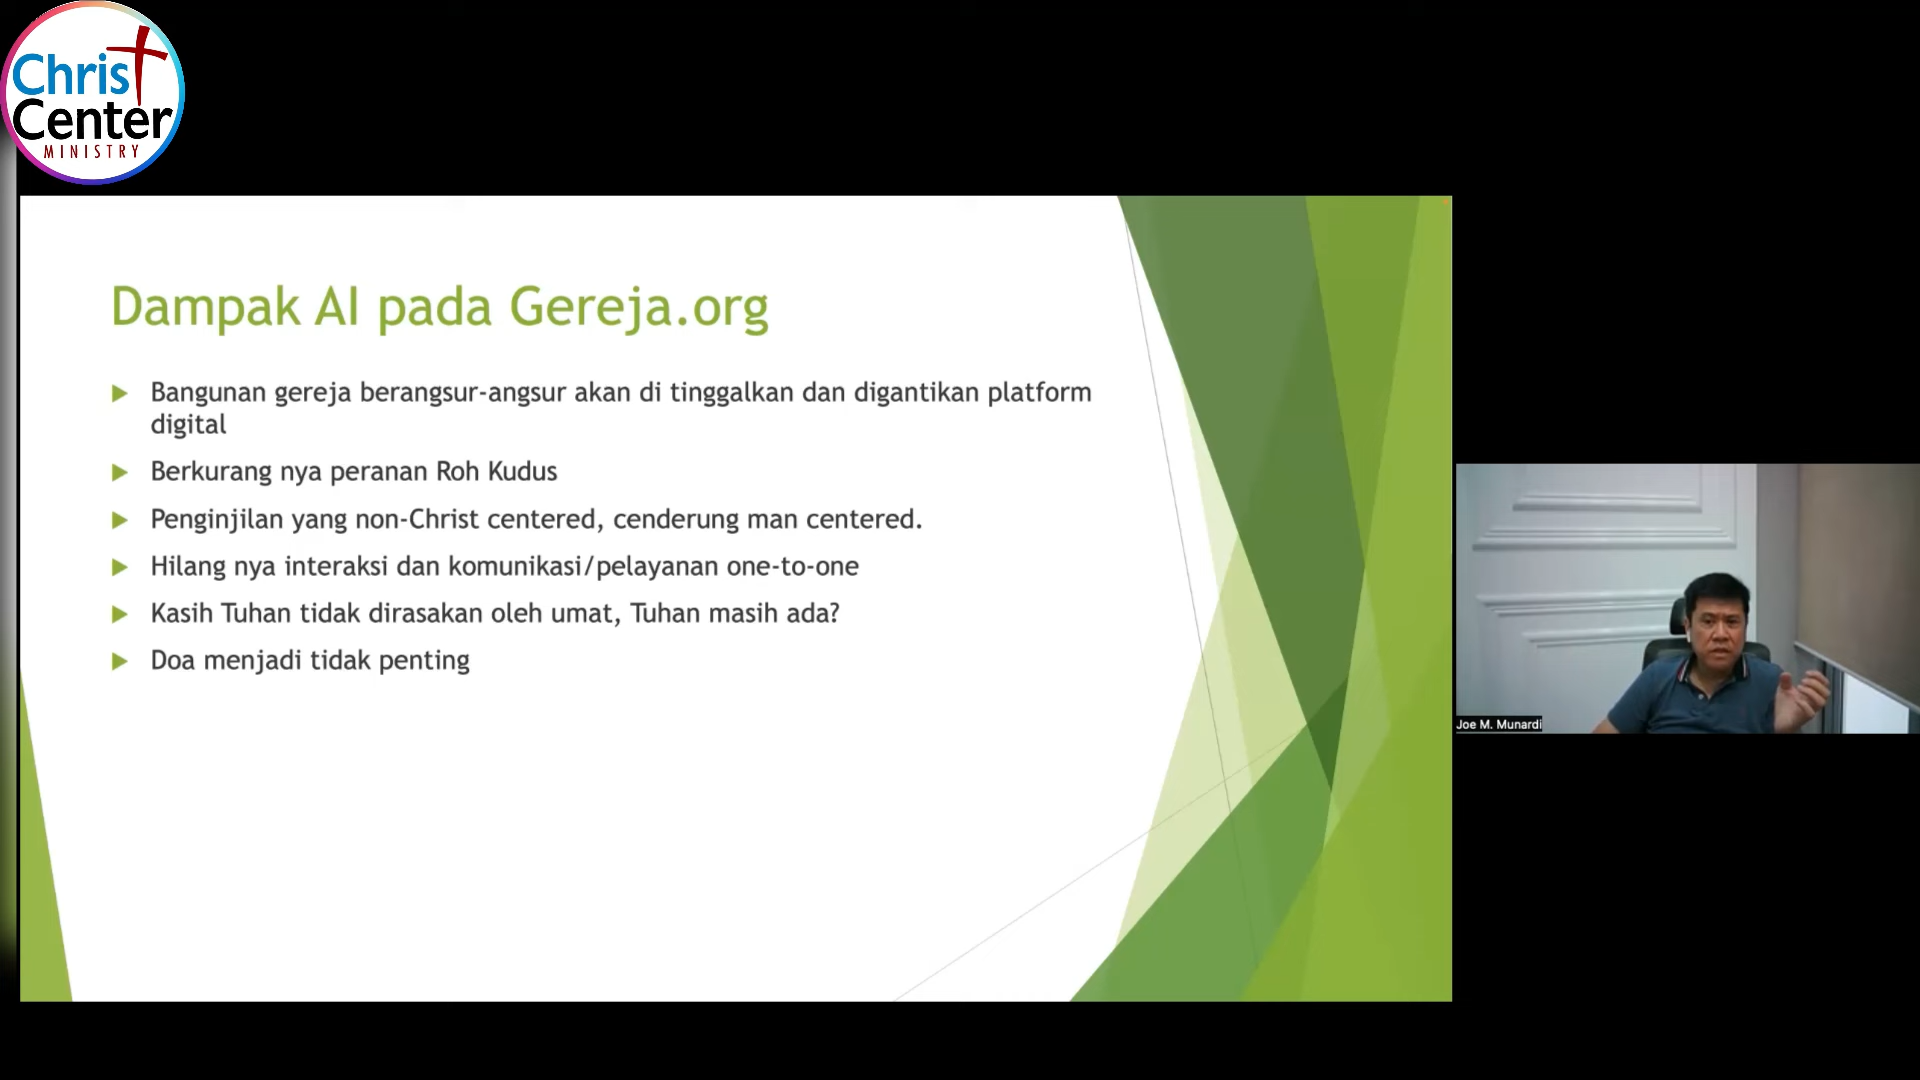 Chris
Center
MINISTRY
Dampak AI pada Gereja.org
Bangunan gereja berangsur-angsur akan di tinggalkan dan digantikan platform
digital
Berkurang nya peranan Roh Kudus
Penginjilan yang non-Christ centered, cenderung man centered.
Hilang nya interaksi dan komunikasi/pelayanan one-to-one
Kasih Tuhan tidak dirasakan oleh umat, Tuhan masih ada?
Doa menjadi tidak penting
Joe M. Munardi